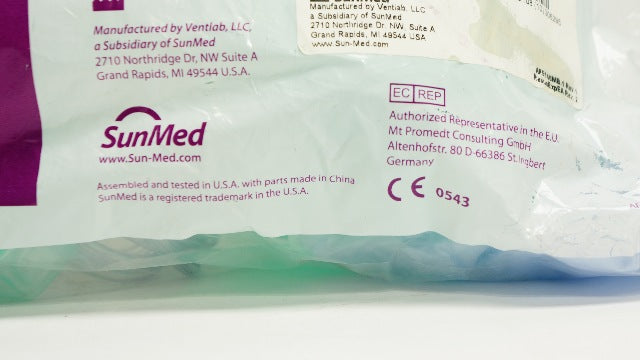 Manufactured by Ventlab, LLC,
a Subsidiary of SunMed
2710 Northridge Dr, NW Suite A
Grand Rapids, MI 49544 U.S.A.
SunMed
www.Sun-Med.com
Assembled and tested in U.S.A. with parts made in China
SunMed is a registered trademark in the U.S.A.
SunMed
Manufactured by Ventlab, LLC
a Subsidiary of SunMed
2710 Northridge Dr, NW, Suite A
Grand Rapids, MI 49544 USA
www.Sun-Med.com
EC REP
Authorized Representative in the E.U.
Mt Promedt Consulting GmbH
Altenhofstr. 80 D-66386 St.Ingbert
Germany
CE 0543